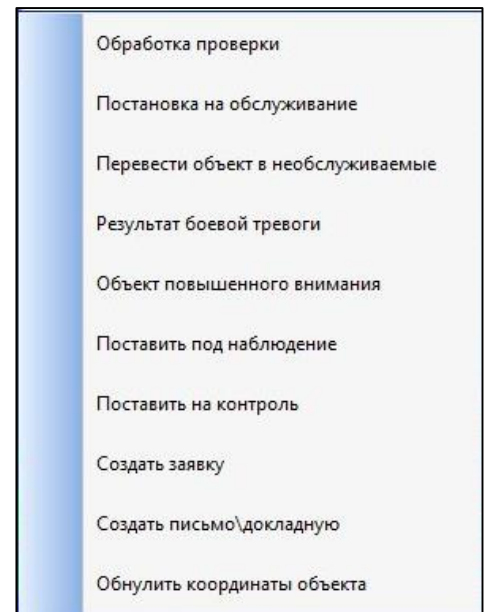 Обработка проверки
Постановка на обслуживание
Перевести объект в необслуживаемые
Результат боевой тревоги
Объект повышенного внимания
Поставить под наблюдение
Поставить на контроль
Создать заявку
Создать письмо\докладную
Обнулить координаты объекта